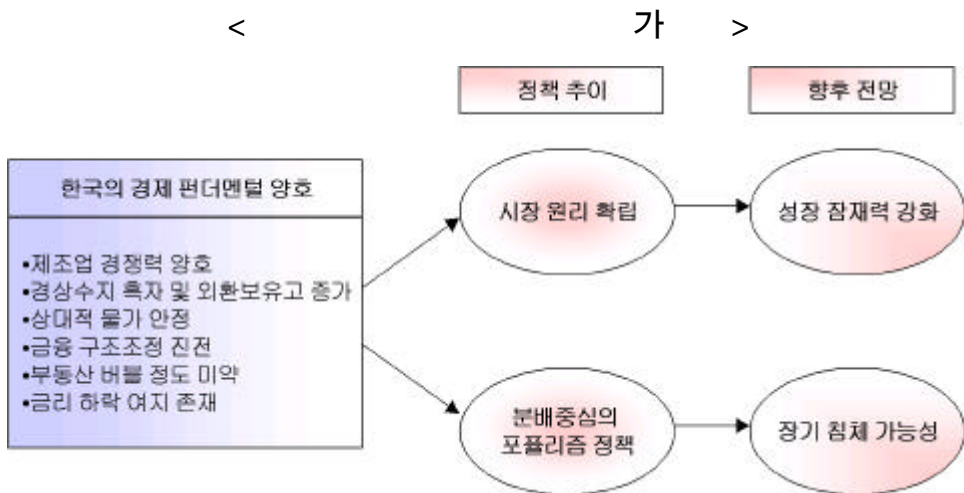 < 가 >
정책 추이
향후 전망
한국의 경제 펀더멘털 양호
•제조업 경쟁력 양호
•경상수지 흑자 및 외환보유고 증가
•상대적 물가 안정
•금융 구조조정 진전
•부동산 버블 정도 미약
•금리 하락 여지 존재
시장 원리 확립
성장 잠재력 강화
분배중심의
포퓰리즘 정책
장기 침체 가능성